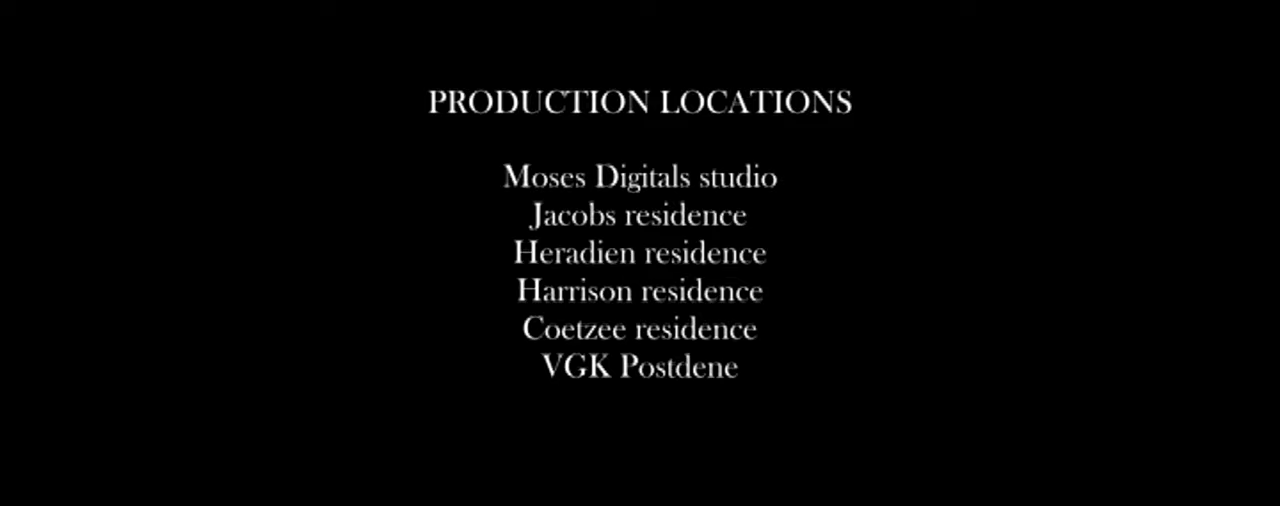 PRODUCTION LOCATIONS
Moses Digitals studio
Jacobs residence
Heradien residence
Harrison residence
Coetzee residence
VGK Postdene